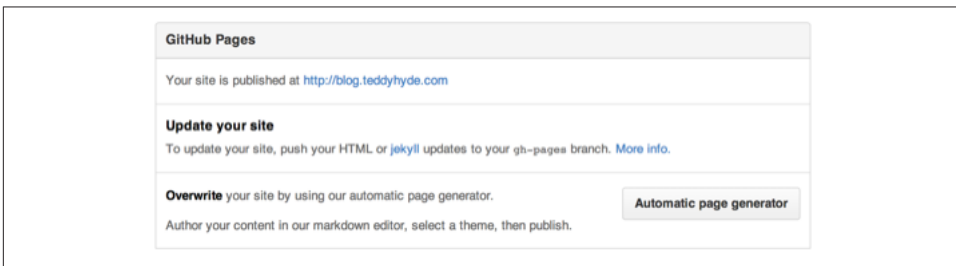 GitHub Pages
Your site is published at http://blog.teddyhyde.com
Update your site
To update your site, push your HTML or jekyll updates to your gh-pages branch. More info.
Overwrite your site by using our automatic page generator.
Automatic page generator
Author your content in our markdown editor, select a theme, then publish.